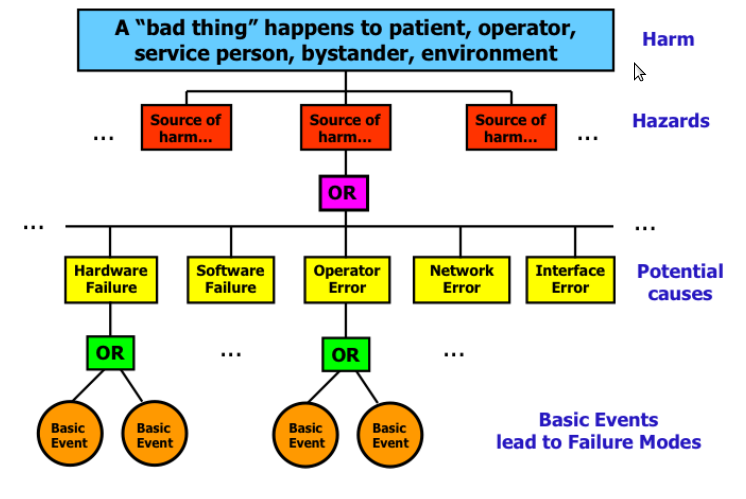 A “bad thing” happens to patient, operator,
service person, bystander, environment
Harm
Source of
harm...
Source of
harm...
Source of
harm...
...
...
Hazards
OR
...
...
Hardware
Failure
Software
Failure
Operator
Error
Network
Error
Interface
Error
Potential
causes
OR
...
OR
...
Basic
Event
Basic
Event
Basic
Event
Basic
Event
Basic Events
lead to Failure Modes